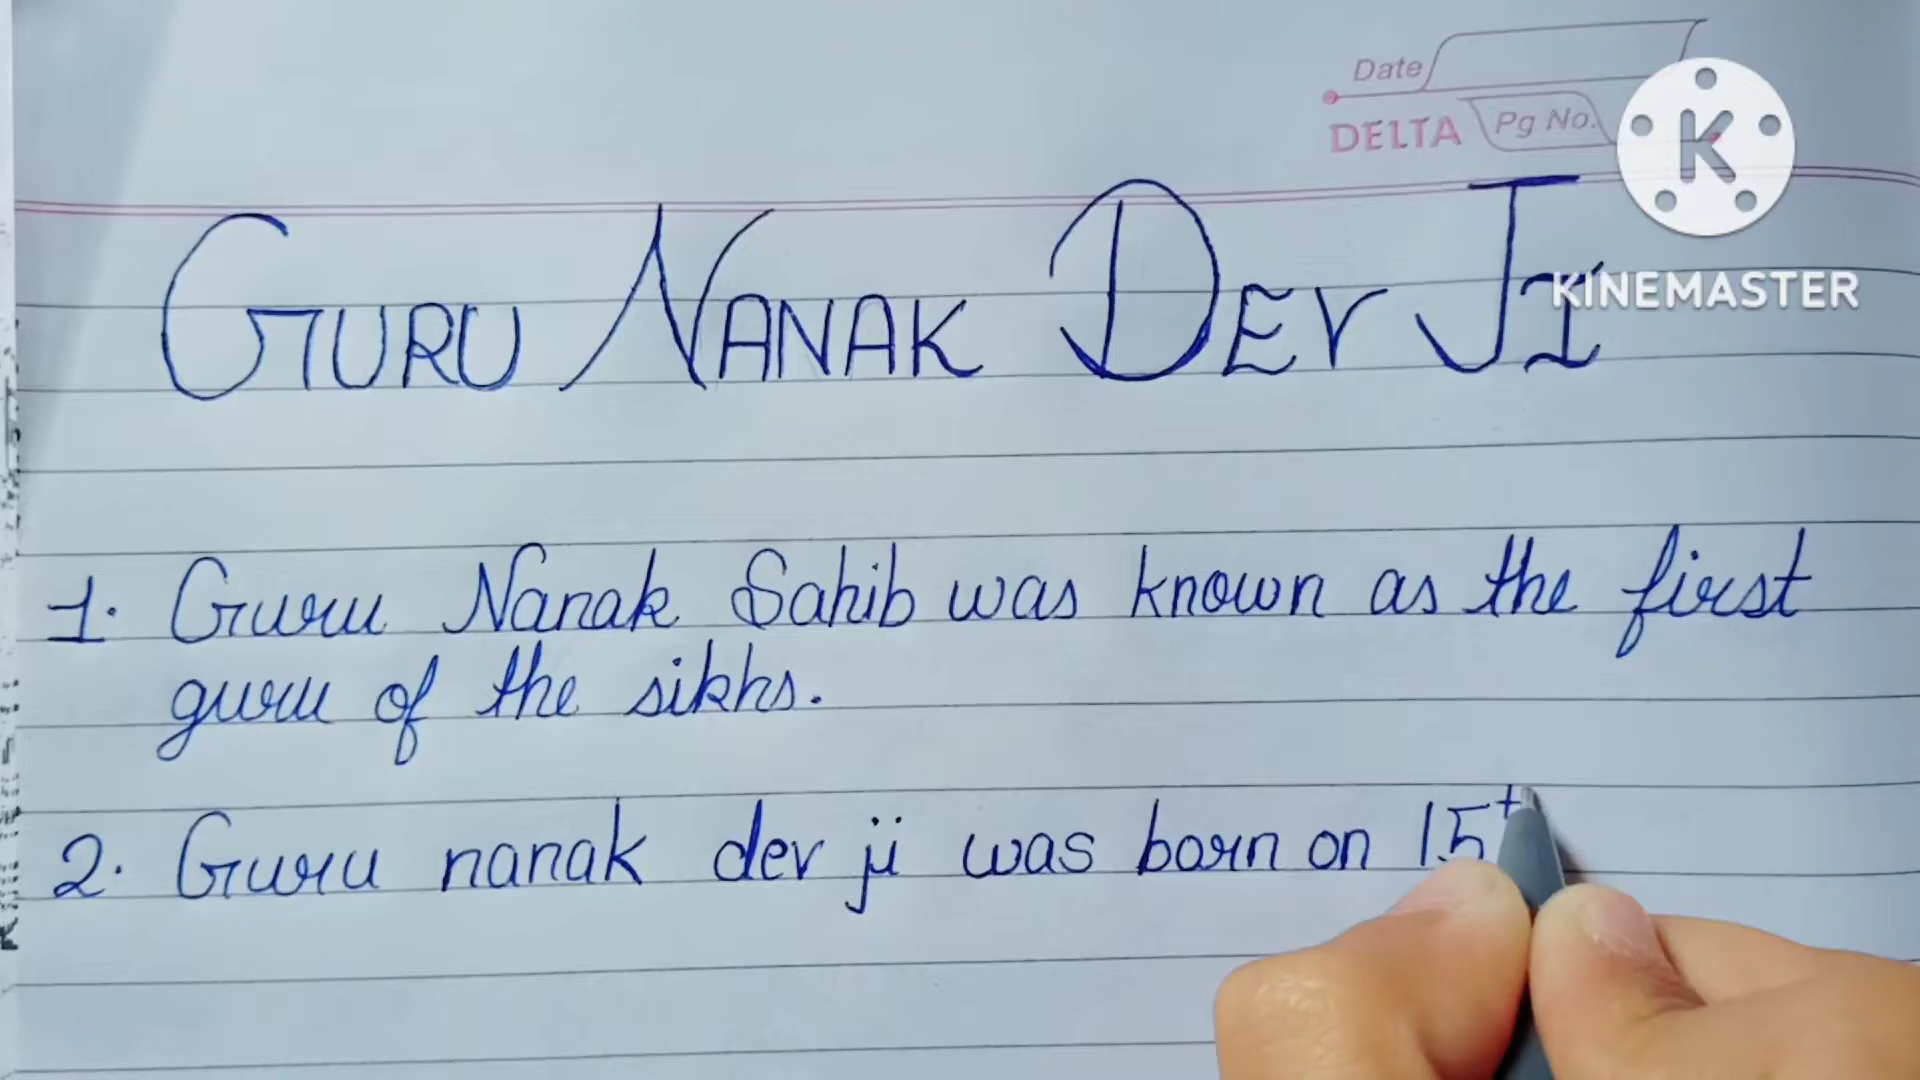 Date
DELTA Pg No.
K
KINEMASTER
GURU NANAK DEV JI
1. Guru Nanak Sahib was known as the first
guru of the sikhs.
2. Guru nanak dev ji was born on 15t